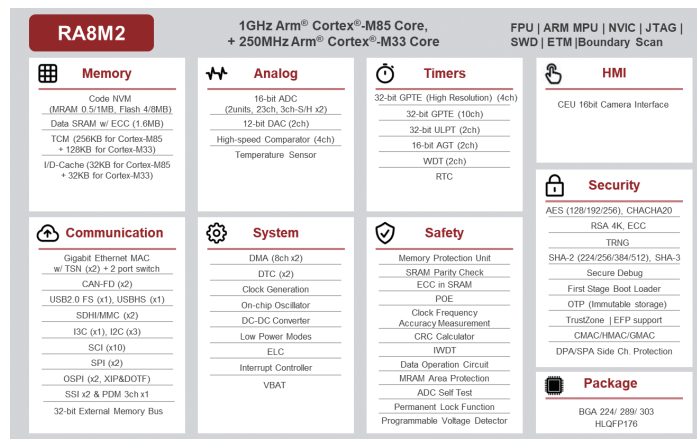 RA8M2
1GHz Arm® Cortex®-M85 Core,
+ 250MHz Arm® Cortex®-M33 Core
FPU | ARM MPU | NVIC | JTAG |
SWD | ETM |Boundary Scan
Memory
Code NVM
(MRAM 0.5/1MB, Flash 4/8MB)
Data SRAM w/ ECC (1.6MB)
TCM (256KB for Cortex-M85
+ 128KB for Cortex-M33)
I/D-Cache (32KB for Cortex-M85
+ 32KB for Cortex-M33)
Analog
16-bit ADC
(2units, 23ch, 3ch-S/H x2)
12-bit DAC (2ch)
High-speed Comparator (4ch)
Temperature Sensor
Timers
32-bit GPTE (High Resolution) (4ch)
32-bit GPTE (10ch)
32-bit ULPT (2ch)
16-bit AGT (2ch)
WDT (2ch)
RTC
HMI
CEU 16bit Camera Interface
Communication
Gigabit Ethernet MAC
w/ TSN (x2) + 2 port switch
CAN-FD (x2)
USB2.0 FS (x1), USBHS (x1)
SDHI/MMC (x2)
I3C (x1), I2C (x3)
SCI (x10)
SPI (x2)
OSPI (x2, XIP&DOTF)
SSI x2 & PDM 3ch x1
32-bit External Memory Bus
System
DMA (8ch x2)
DTC (x2)
Clock Generation
On-chip Oscillator
DC-DC Converter
Low Power Modes
ELC
Interrupt Controller
VBAT
Safety
Memory Protection Unit
SRAM Parity Check
ECC in SRAM
POE
Clock Frequency
Accuracy Measurement
CRC Calculator
IWDT
Data Operation Circuit
MRAM Area Protection
ADC Self Test
Permanent Lock Function
Programmable Voltage Detector
Security
AES (128/192/256), CHACHA20
RSA 4K, ECC
TRNG
SHA-2 (224/256/384/512), SHA-3
Secure Debug
First Stage Boot Loader
OTP (Immutable storage)
TrustZone | EFP support
CMAC/HMAC/GMAC
DPA/SPA Side Ch. Protection
Package
BGA 224/ 289/ 303
HLQFP176